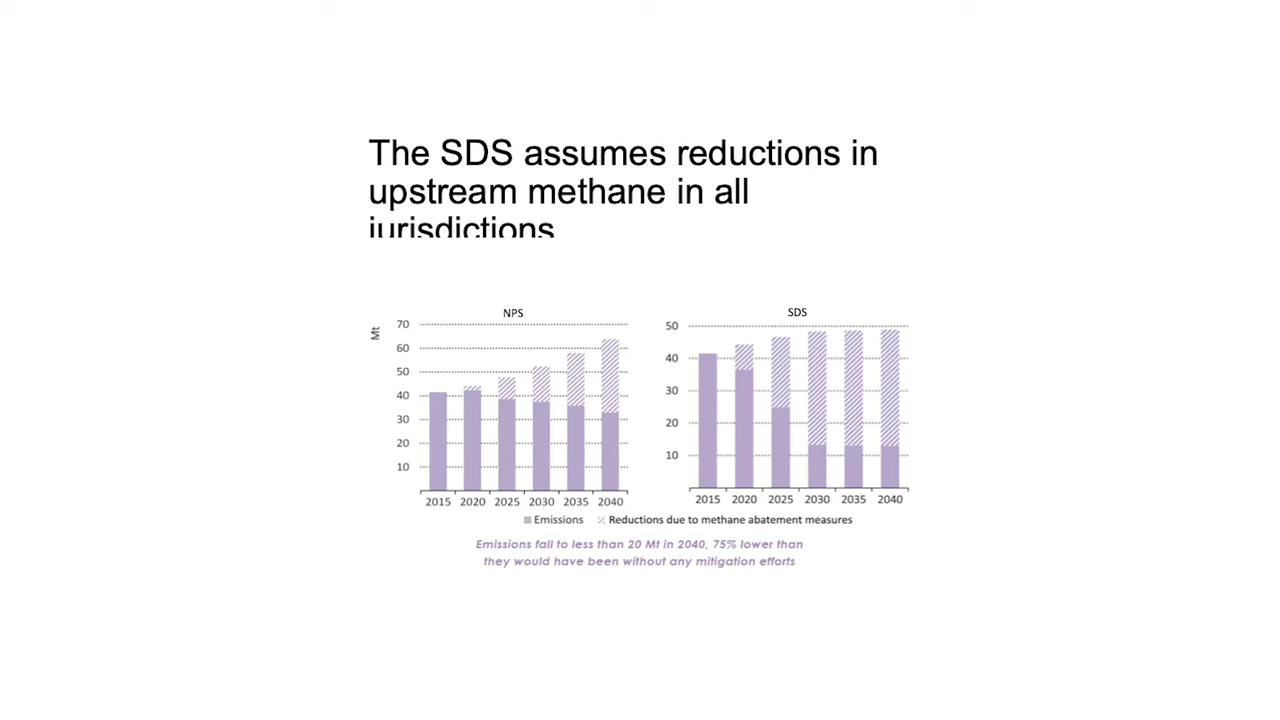 The SDS assumes reductions in
upstream methane in all
jurisdictions
NPS
Mt
70
60
50
40
30
20
10
2015 2020 2025 2030 2035 2040
SDS
50
40
30
20
10
2015 2020 2025 2030 2035 2040
Emissions Reductions due to methane abatement measures
Emissions fall to less than 20 Mt in 2040, 75% lower than
they would have been without any mitigation efforts